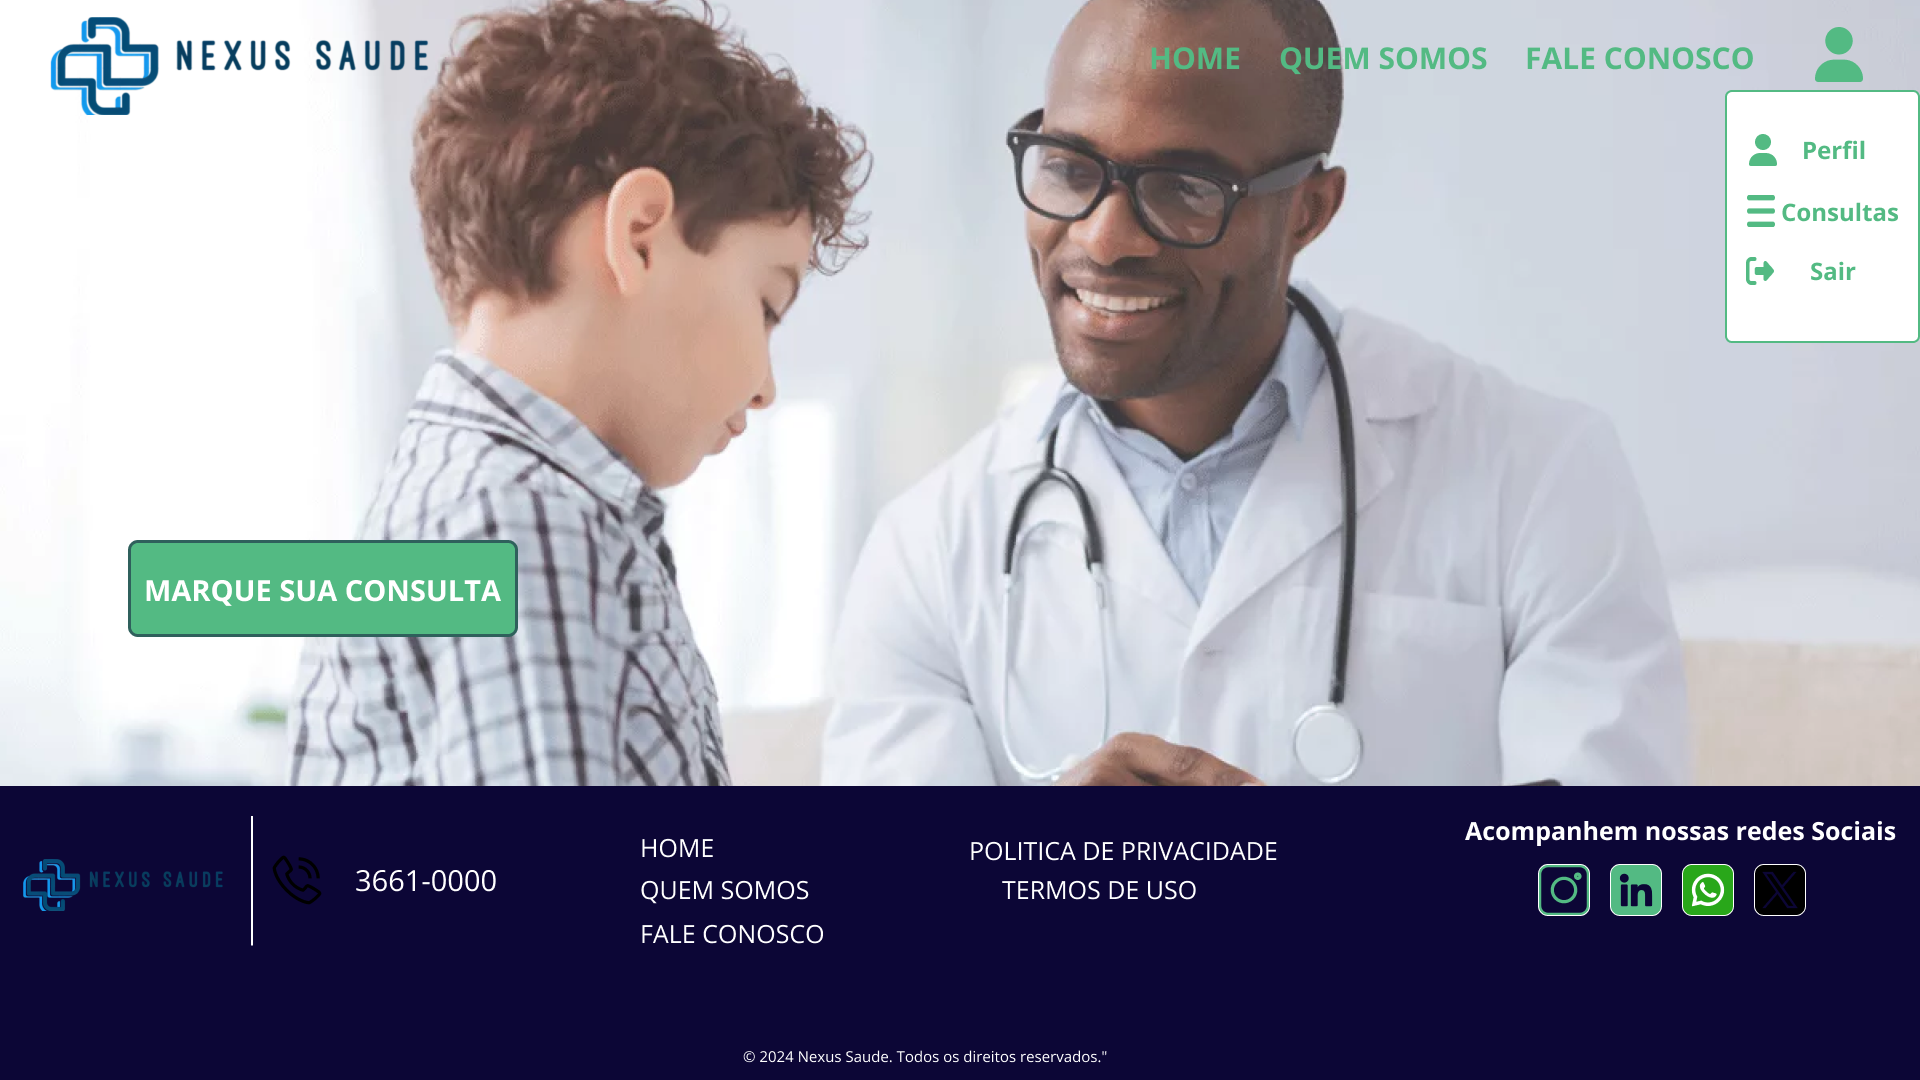 NEXUS SAUDE
HOME
QUEM SOMOS
FALE CONOSCO
Perfil
Consultas
Sair
MARQUE SUA CONSULTA
NEXUS SAUDE
3661-0000
HOME
QUEM SOMOS
FALE CONOSCO
POLITICA DE PRIVACIDADE
TERMOS DE USO
Acompanhem nossas redes Sociais
in
X
© 2024 Nexus Saude. Todos os direitos reservados."